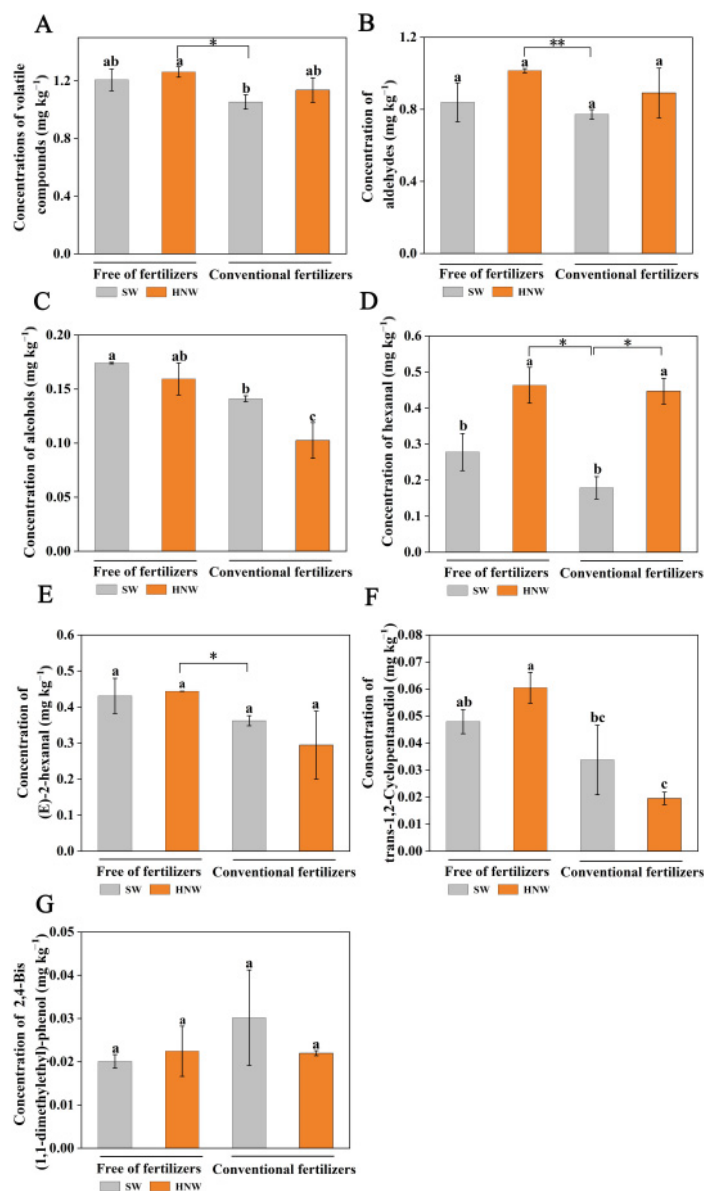 A
Concentrations of volatile
compounds (mg kg⁻¹)
1.6
1.2
0.8
0.4
0.0
ab
a
*
b
ab
Free of fertilizers
Conventional fertilizers
SW
HNW
B
Concentration of
aldehydes (mg kg⁻¹)
1.2
0.8
0.4
0.0
a
a
**
a
a
Free of fertilizers
Conventional fertilizers
SW
HNW
C
Concentration of alcohols (mg kg⁻¹)
0.20
0.15
0.10
0.05
0.00
a
ab
b
c
Free of fertilizers
Conventional fertilizers
SW
HNW
D
Concentration of hexanal (mg kg⁻¹)
0.6
0.5
0.4
0.3
0.2
0.1
0.0
b
a
*
*
b
a
Free of fertilizers
Conventional fertilizers
SW
HNW
E
Concentration of
(E)-2-hexanal (mg kg⁻¹)
0.6
0.5
0.4
0.3
0.2
0.1
0.0
a
a
*
a
a
Free of fertilizers
Conventional fertilizers
SW
HNW
F
Concentration of
trans-1,2-Cyclopentanediol (mg kg⁻¹)
0.08
0.07
0.06
0.05
0.04
0.03
0.02
0.01
0.00
ab
a
bc
c
Free of fertilizers
Conventional fertilizers
SW
HNW
G
Concentration of 2,4-Bis
(1,1-dimethylethyl)-phenol (mg kg⁻¹)
0.05
0.04
0.03
0.02
0.01
0.00
a
a
a
a
Free of fertilizers
Conventional fertilizers
SW
HNW